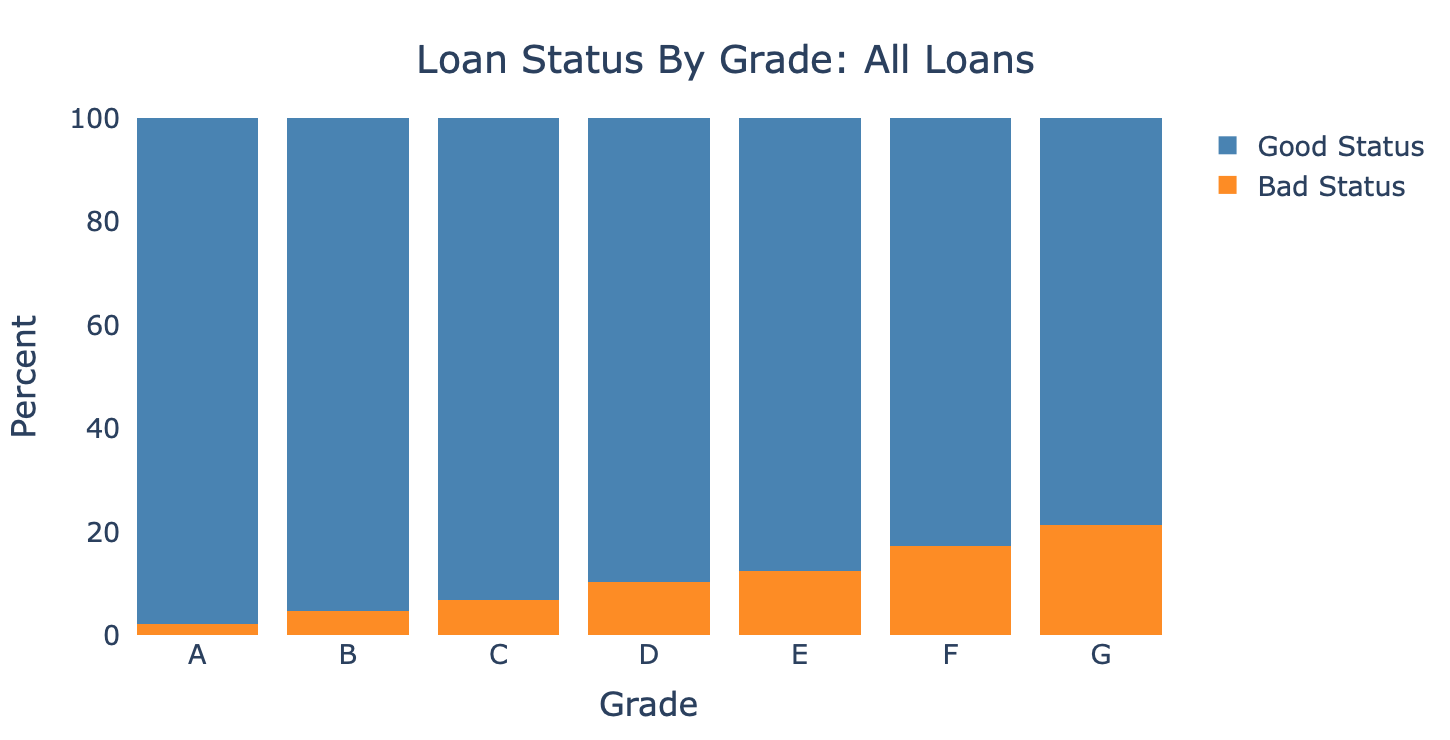 Loan Status By Grade: All Loans
100
80
60
40
20
0
Percent
A B C D E F G
Grade
Good Status
Bad Status